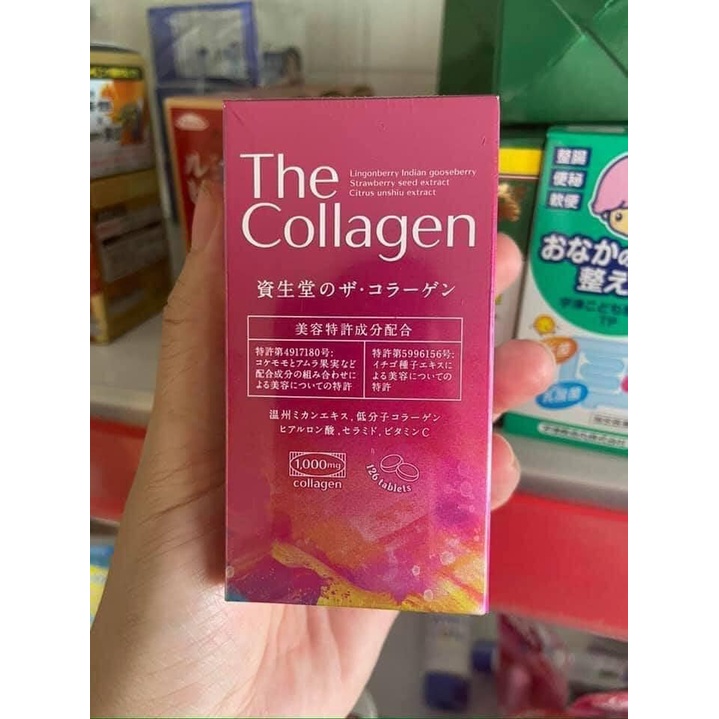 The
Collagen
Lingonberry Indian gooseberry
Strawberry seed extract
Citrus unshiu extract
資生堂のザ・コラーゲン
美容特許成分配合
特許第4917180号:
コケモモとアムラ果実など
配合成分の組み合わせに
よる美容についての特許
特許第5996156号:
イチゴ種子エキスに
よる美容についての
特許
温州ミカンエキス、低分子コラーゲン
ヒアルロン酸、セラミド、ビタミンC
1,000mg
collagen
126 tablets
整腸
便秘
軟便
おなかの
整え